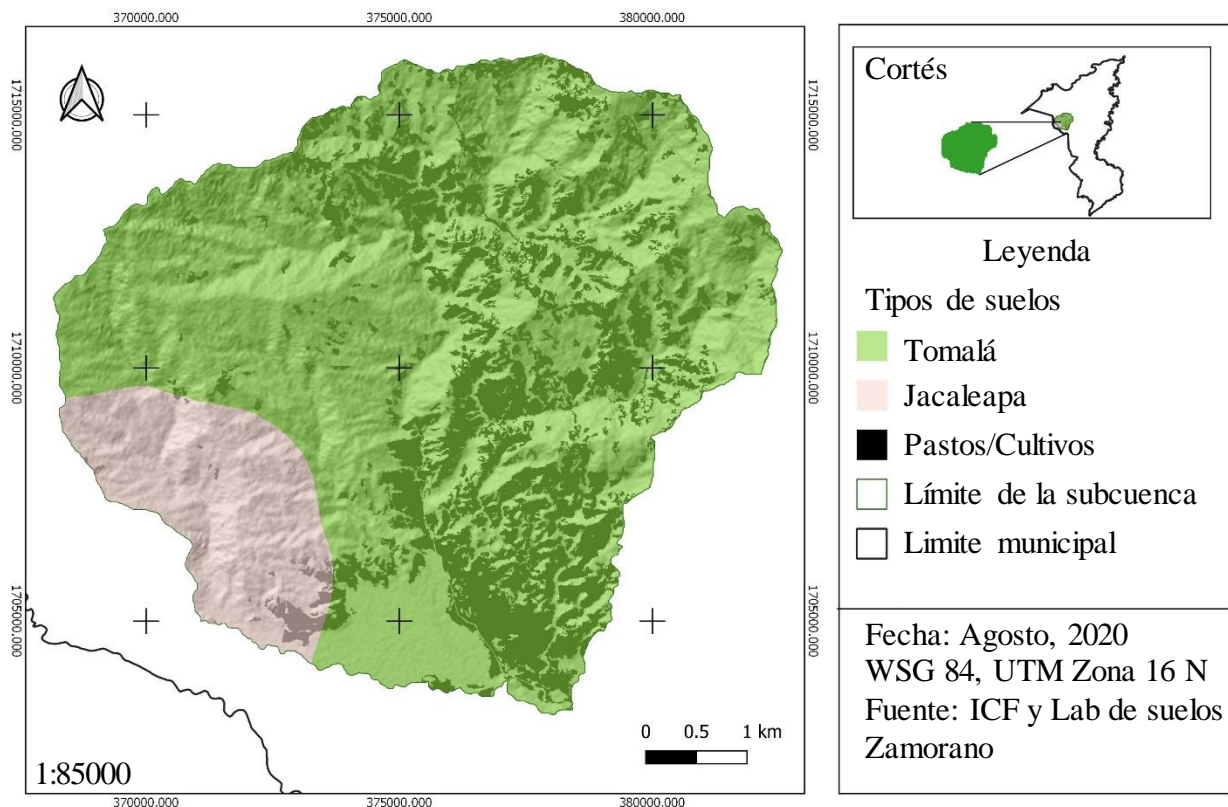 370000.000
375000.000
380000.000
1715000.000
1715000.000
1710000.000
1710000.000
1705000.000
1705000.000
0 0.5 1 km
1:85000
370000.000
375000.000
380000.000
Cortés
Leyenda
Tipos de suelos
Tomalá
Jacaleapa
Pastos/Cultivos
Límite de la subcuenca
Limite municipal
Fecha: Agosto, 2020
WSG 84, UTM Zona 16 N
Fuente: ICF y Lab de suelos
Zamorano